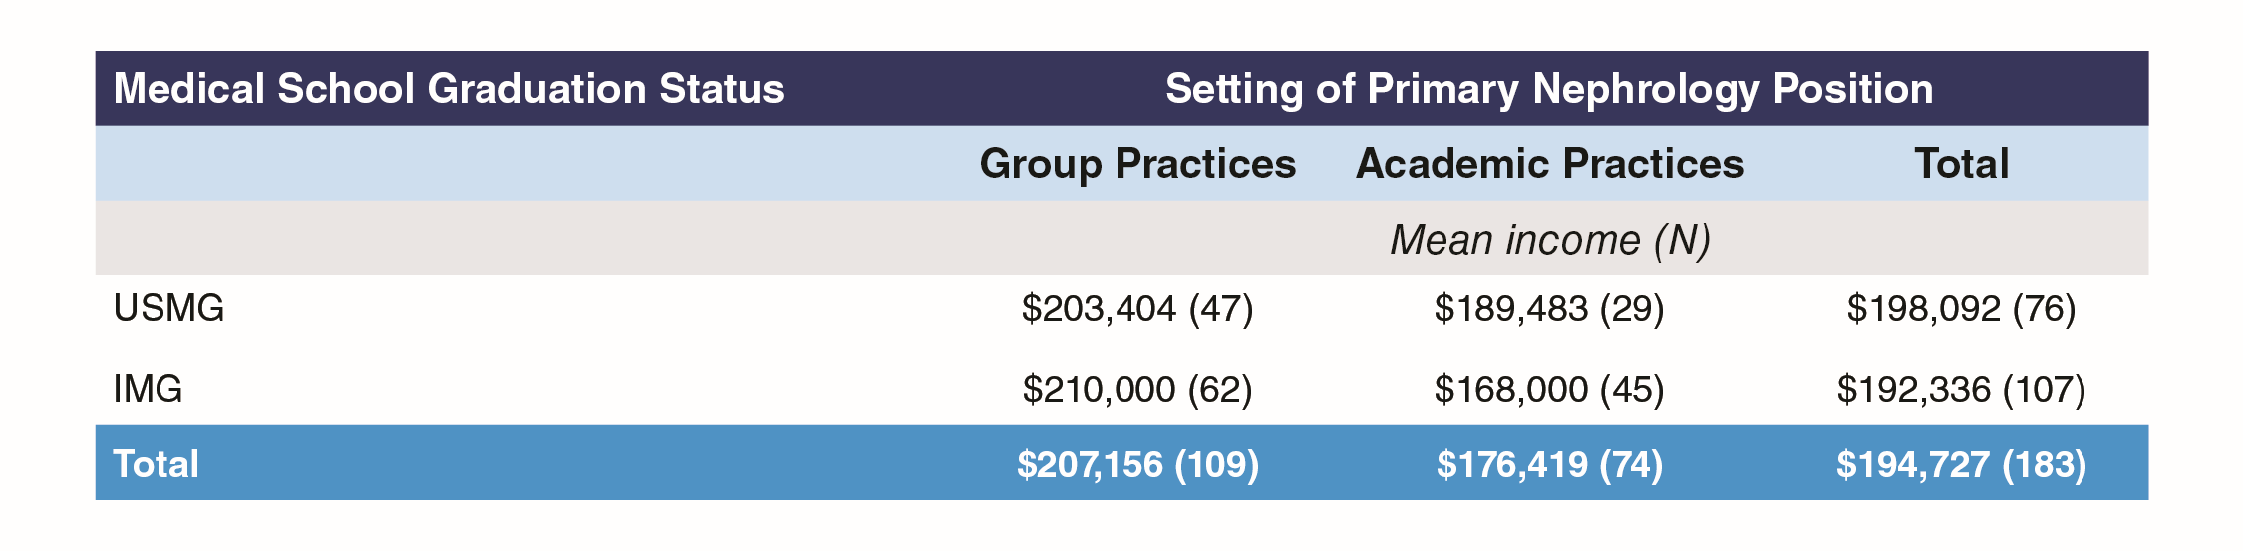 Medical School Graduation Status Setting of Primary Nephrology Position
Group Practices Academic Practices Total
Mean income (N)
USMG $203,404 (47) $189,483 (29) $198,092 (76)
IMG $210,000 (62) $168,000 (45) $192,336 (107)
Total $207,156 (109) $176,419 (74) $194,727 (183)